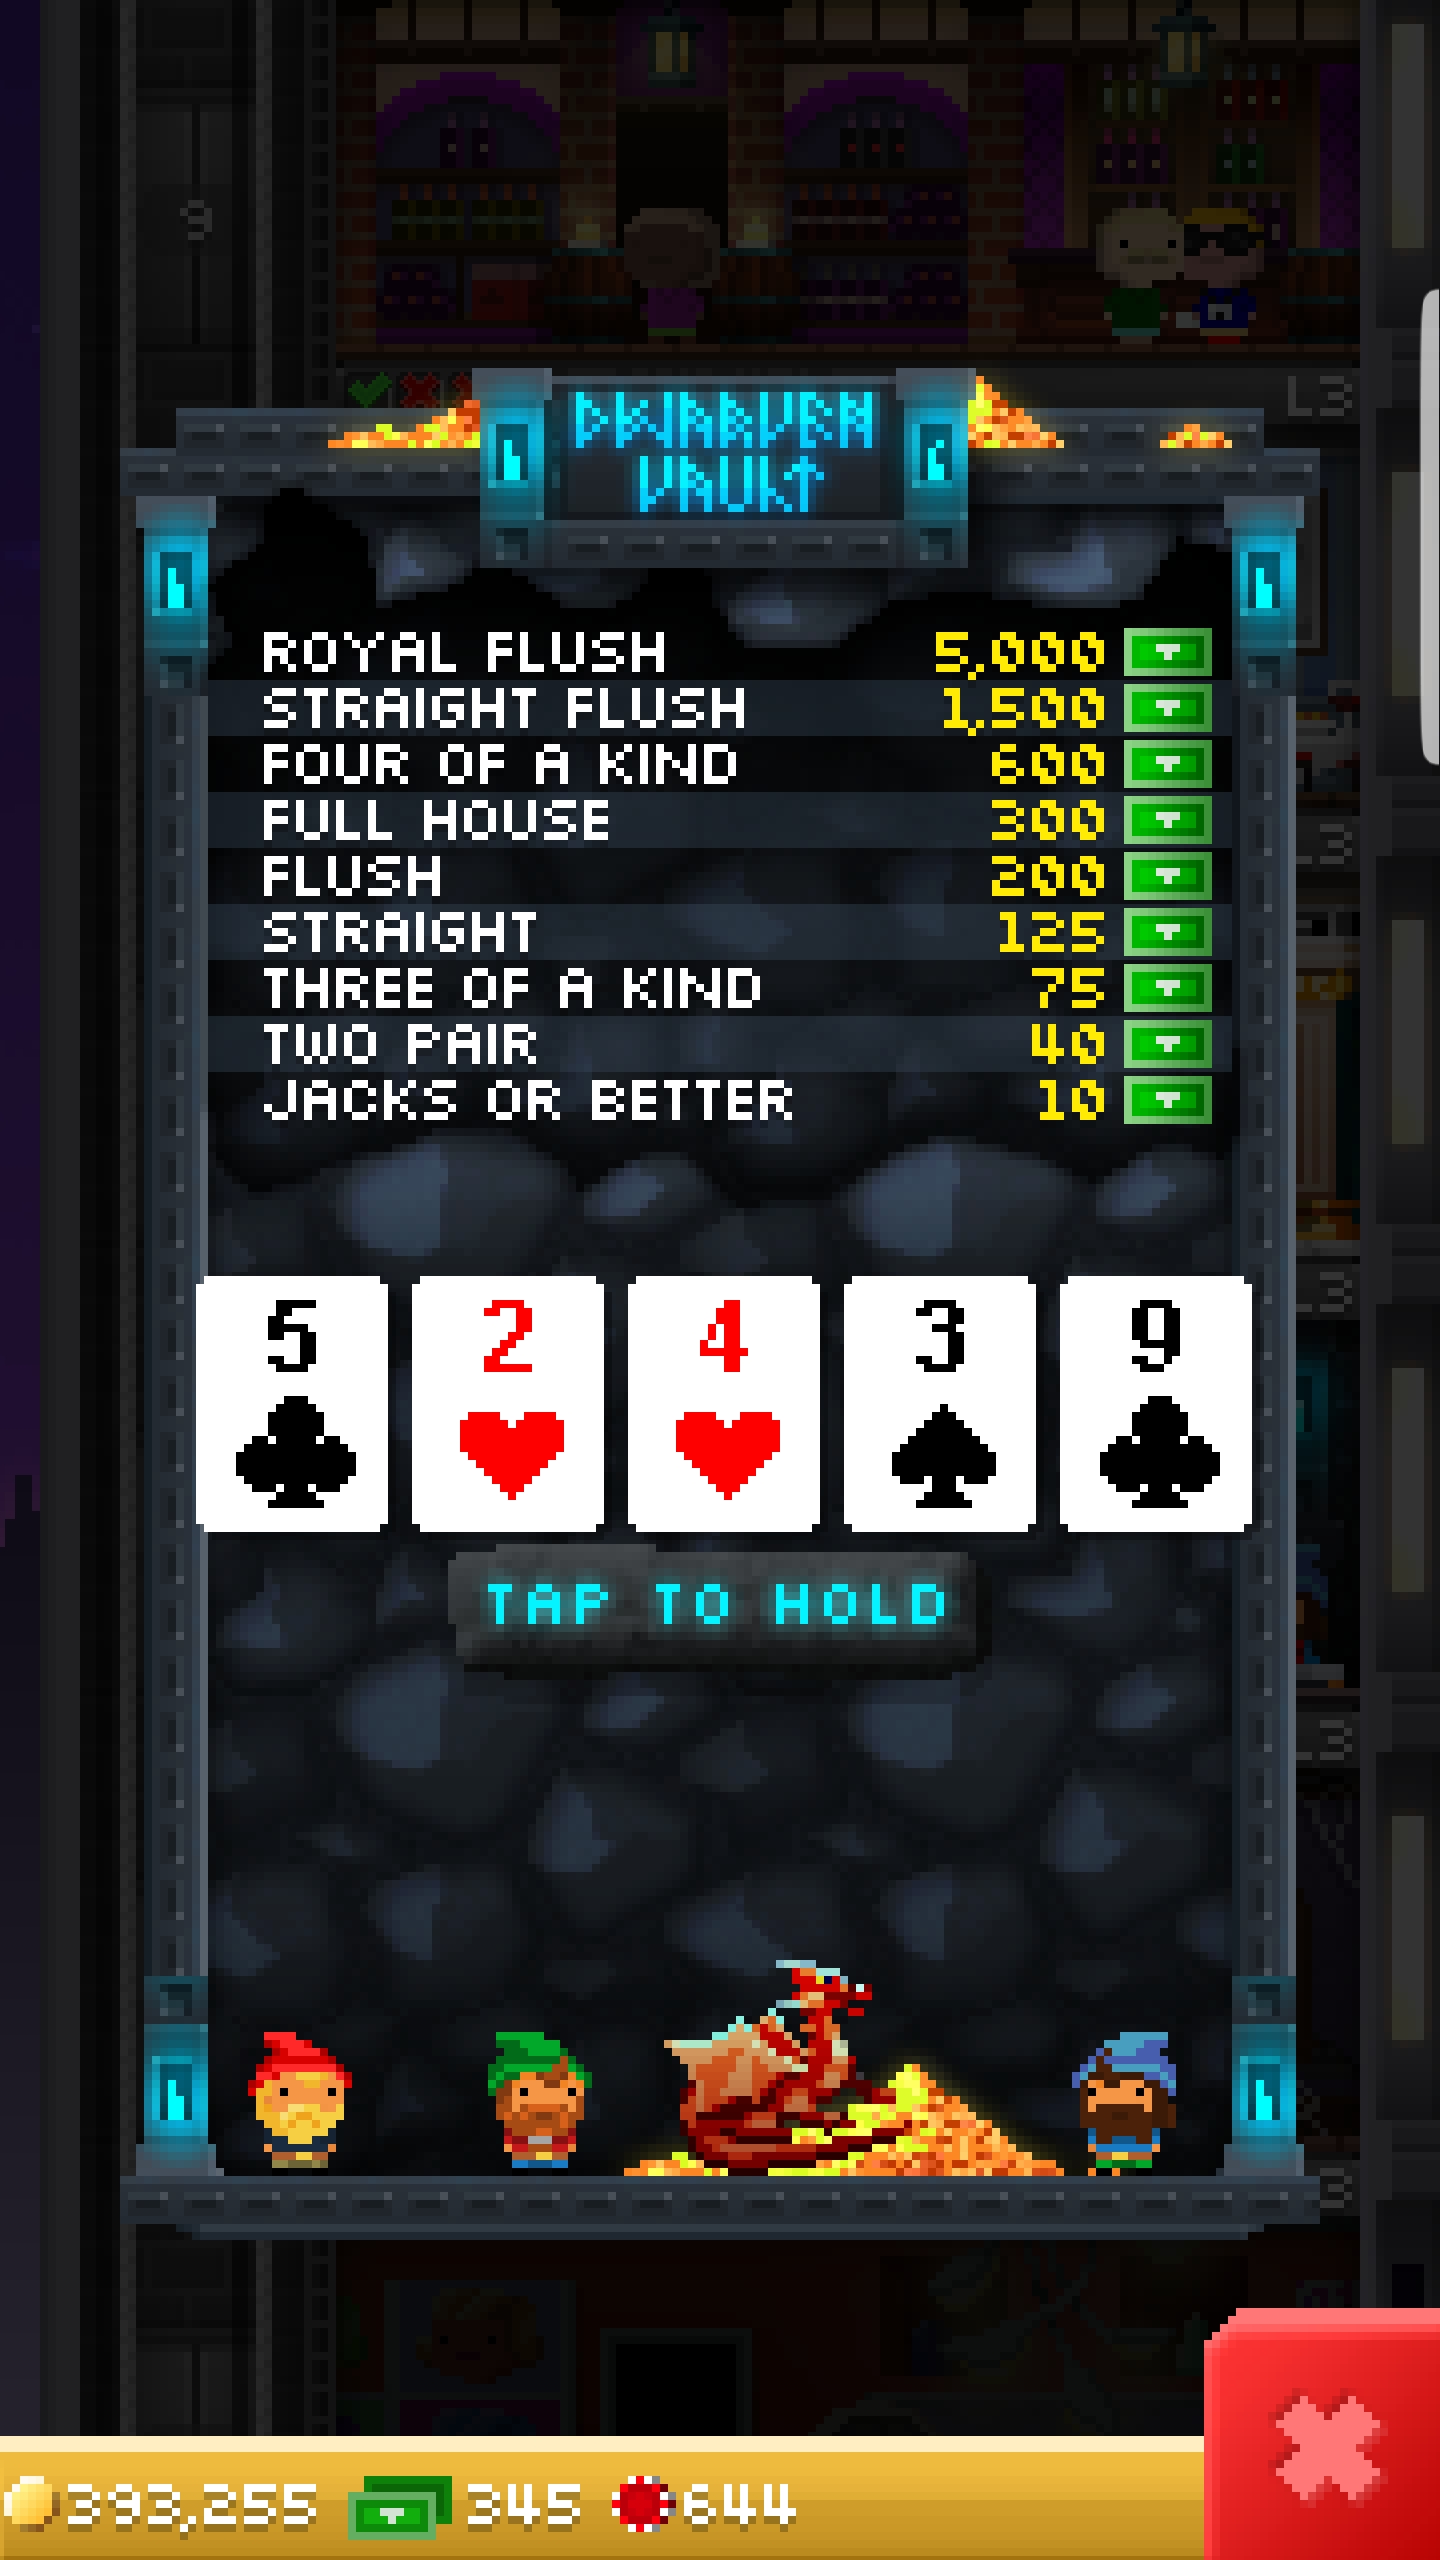 9
L3
DWARVEN
VAULT
ROYAL FLUSH 5,000
STRAIGHT FLUSH 1,500
FOUR OF A KIND 600
FULL HOUSE 300
FLUSH 200
STRAIGHT 125
THREE OF A KIND 75
TWO PAIR 40
JACKS OR BETTER 10
5 2 4 3 9
TAP TO HOLD
393,255 345 644